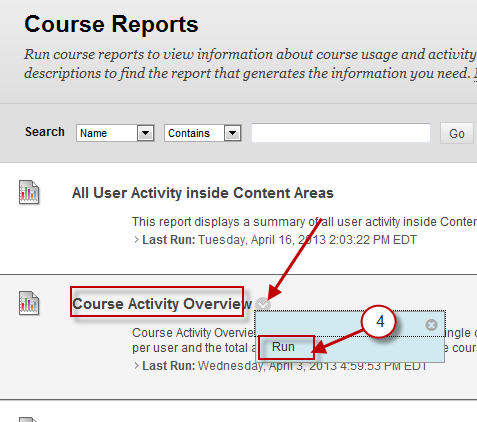 Course Reports
Run course reports to view information about course usage and activity
descriptions to find the report that generates the information you need.
Search Name Contains Go
All User Activity inside Content Areas
This report displays a summary of all user activity inside Conten
Last Run: Tuesday, April 16, 2013 2:03:22 PM EDT
Course Activity Overview
4
Course Activity Overvie ingle
Run
per user and the total a e cour
Last Run: Wednesday, April 3, 2013 4:59:53 PM EDT